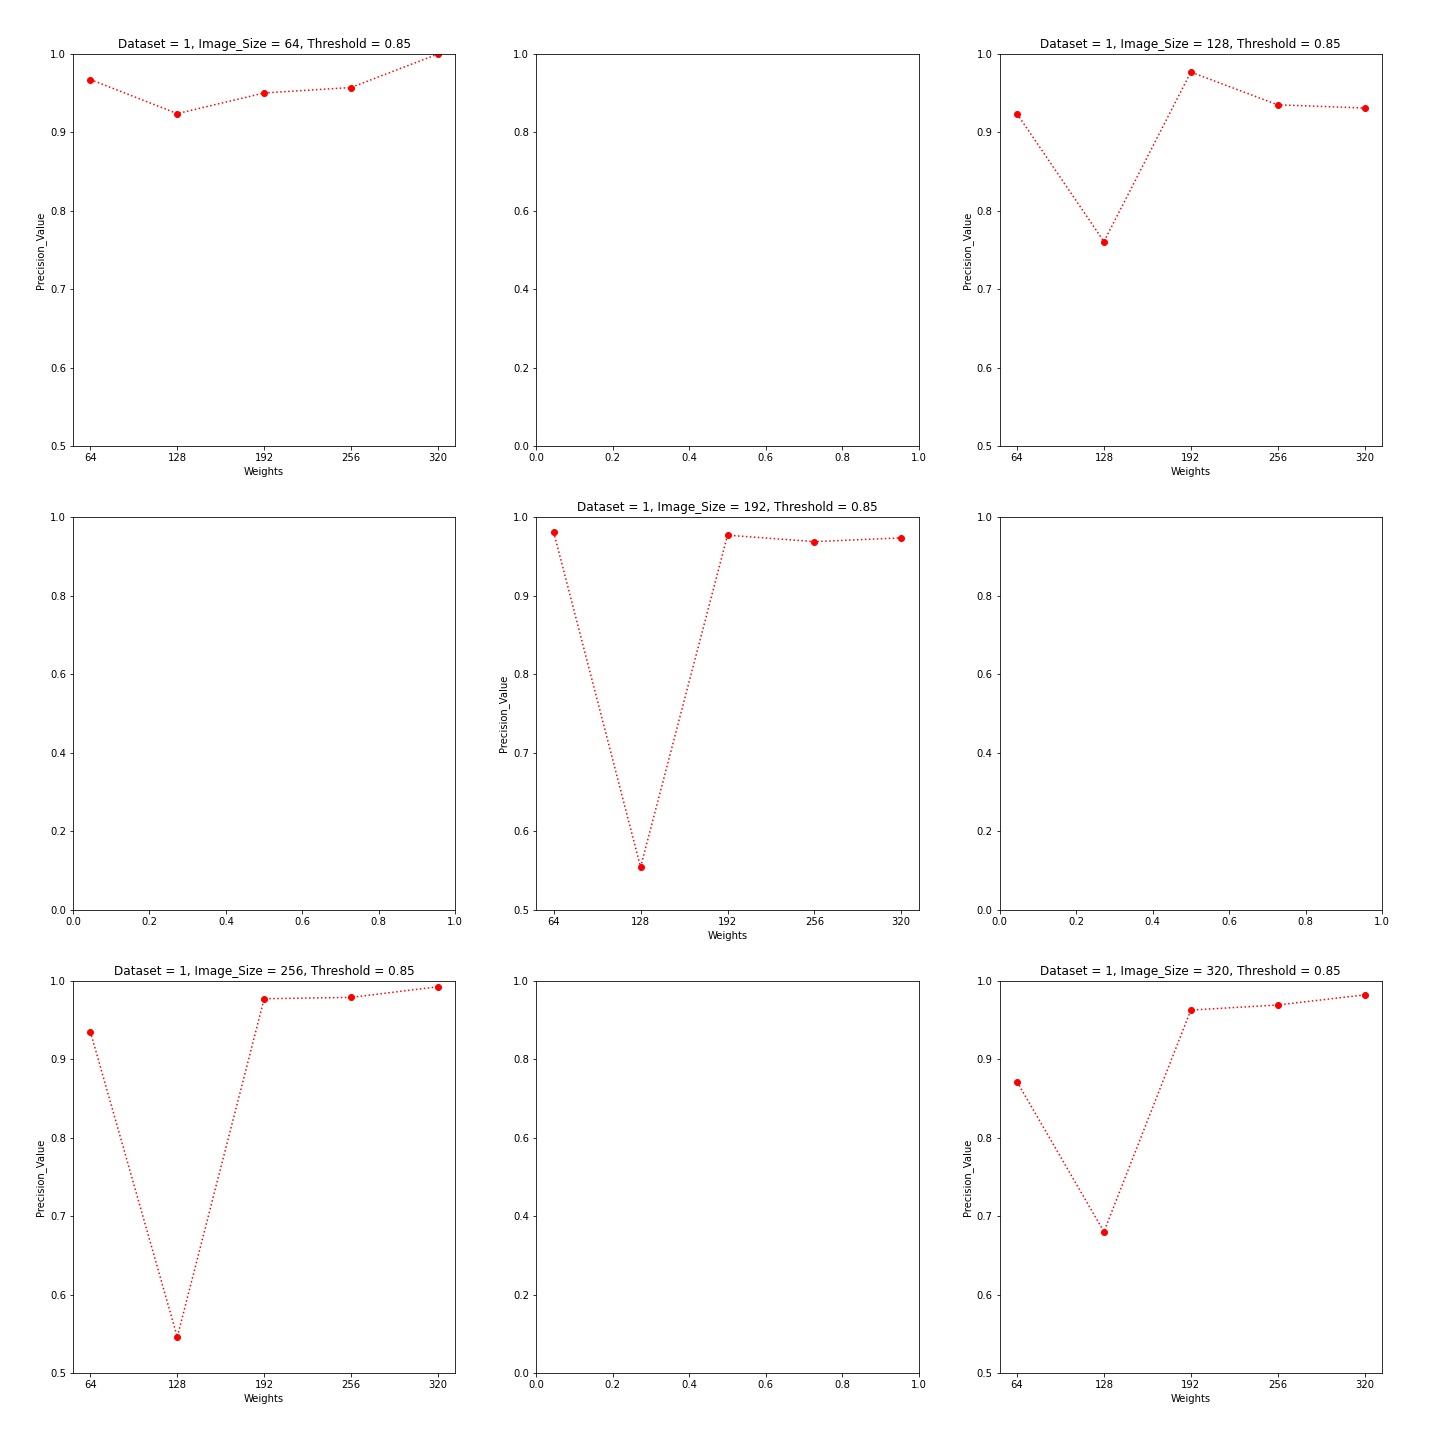 Dataset = 1, Image_Size = 64, Threshold = 0.85
1.0
0.9
0.8
0.7
0.6
0.5
Precision_Value
64 128 192 256 320
Weights
1.0
0.8
0.6
0.4
0.2
0.0
0.0 0.2 0.4 0.6 0.8 1.0
Dataset = 1, Image_Size = 128, Threshold = 0.85
1.0
0.9
0.8
0.7
0.6
0.5
Precision_Value
64 128 192 256 320
Weights
1.0
0.8
0.6
0.4
0.2
0.0
0.0 0.2 0.4 0.6 0.8 1.0
Dataset = 1, Image_Size = 192, Threshold = 0.85
1.0
0.9
0.8
0.7
0.6
0.5
Precision_Value
64 128 192 256 320
Weights
1.0
0.8
0.6
0.4
0.2
0.0
0.0 0.2 0.4 0.6 0.8 1.0
Dataset = 1, Image_Size = 256, Threshold = 0.85
1.0
0.9
0.8
0.7
0.6
0.5
Precision_Value
64 128 192 256 320
Weights
1.0
0.8
0.6
0.4
0.2
0.0
0.0 0.2 0.4 0.6 0.8 1.0
Dataset = 1, Image_Size = 320, Threshold = 0.85
1.0
0.9
0.8
0.7
0.6
0.5
Precision_Value
64 128 192 256 320
Weights